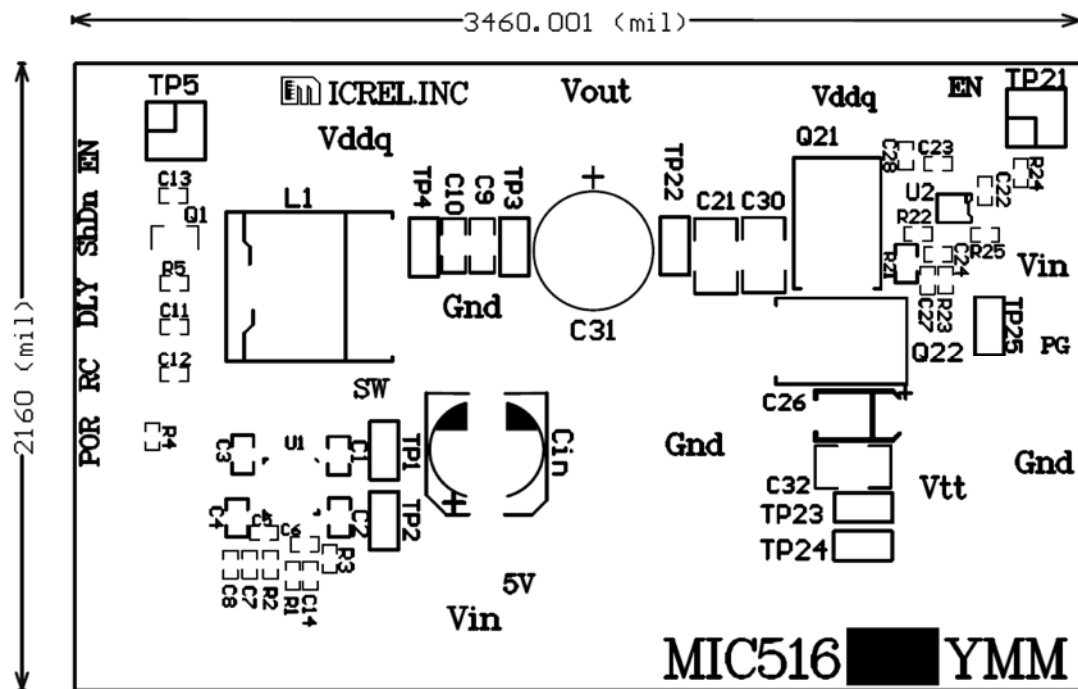 3460.001 (mil)
2160 (mil)
TP5
ICREL.INC
Vout
Vddq
EN
TP21
Vddq
Q21
C28
C23
R24
EN
C13
Q1
L1
TP4
C10
C9
TP3
TP22
C21
C30
U2
C22
R22
R25
ShDn
R5
R21
C24
Vin
Gnd
C27
R23
TP25
DLY
C11
C31
Q22
PG
C12
RC
SW
C26
R4
POR
C3
U1
C1
TP1
Cin
Gnd
Gnd
C32
Vtt
C4
C5
C6
C2
TP2
TP23
R3
TP24
C8
C7
R2
R1
C14
5V
Vin
MIC516
YMM